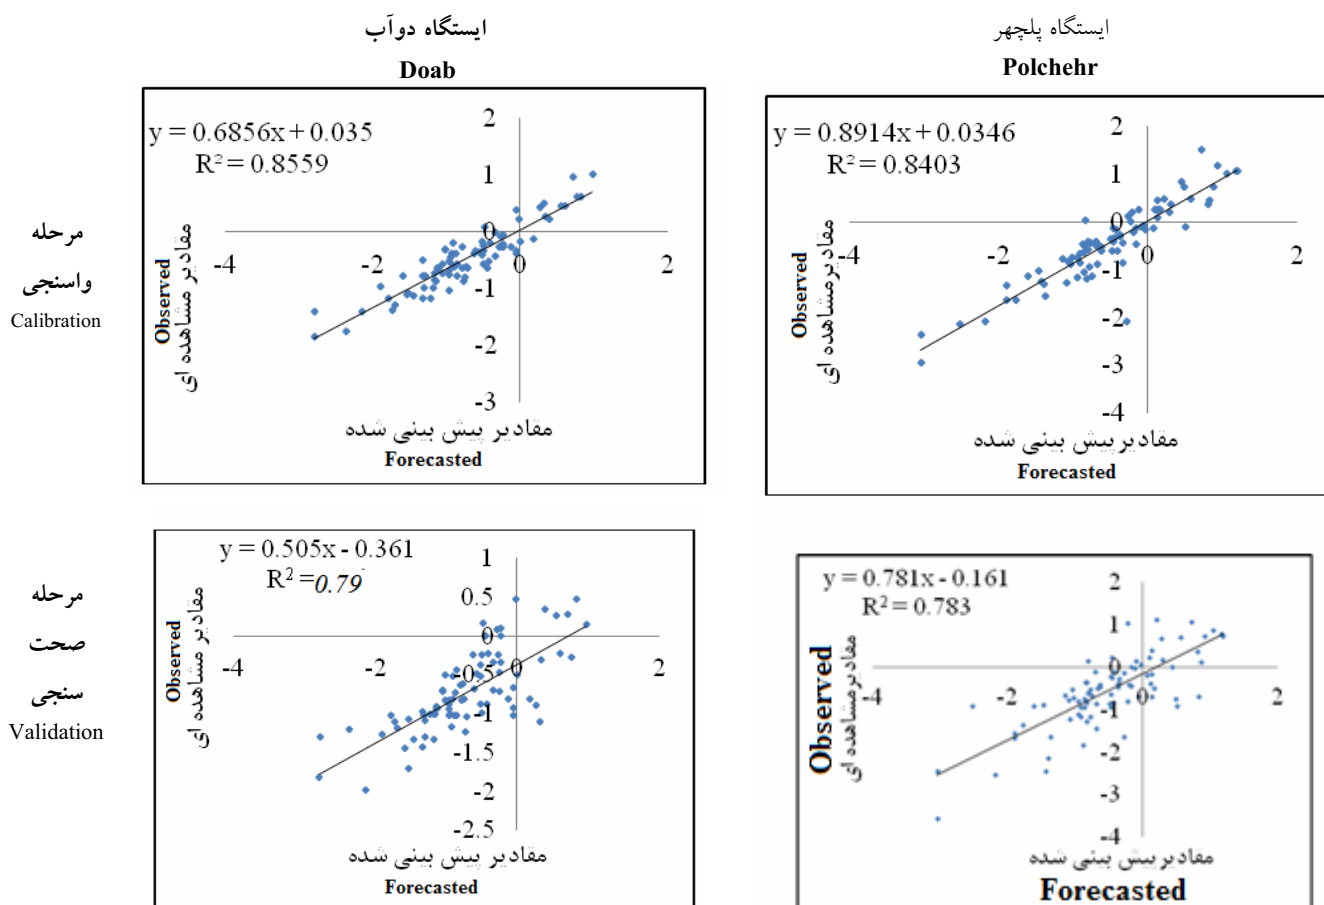 ایستگاه دوآب
Doab
ایستگاه پلچهر
Polchehr
مرحله
واسنجی
Calibration
y = 0.6856x + 0.035
R² = 0.8559
2
1
0
-1
-2
-3
-4
-2
0
2
Observed
مقادیر مشاهده ای
مقادیر پیش بینی شده
Forecasted
y = 0.8914x + 0.0346
R² = 0.8403
2
1
0
-1
-2
-3
-4
-4
-2
0
2
Observed
مقادیرمشاهده ای
مقادیرپیش بینی شده
Forecasted
مرحله
صحت
سنجی
Validation
y = 0.505x - 0.361
R² =0.79
1
0.5
0
-0.5
-1
-1.5
-2
-2.5
-4
-2
0
2
Observed
مقادیر مشاهده ای
مقادیر پیش بینی شده
Forecasted
y = 0.781x - 0.161
R² = 0.783
2
1
0
-1
-2
-3
-4
-4
-2
0
2
Observed
مقادیرمشاهده ای
مقادیرپیش بینی شده
Forecasted